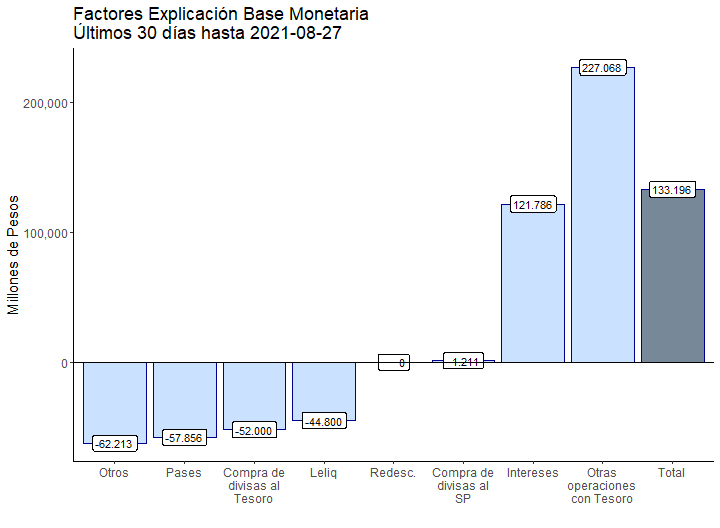 Factores Explicación Base Monetaria
Últimos 30 días hasta 2021-08-27
Millones de Pesos
200,000
100,000
0
-62.213
-57.856
-52.000
-44.800
0
1.211
121.786
227.068
133.196
Otros
Pases
Compra de
divisas al
Tesoro
Leliq
Redesc.
Compra de
divisas al
SP
Intereses
Otras
operaciones
con Tesoro
Total